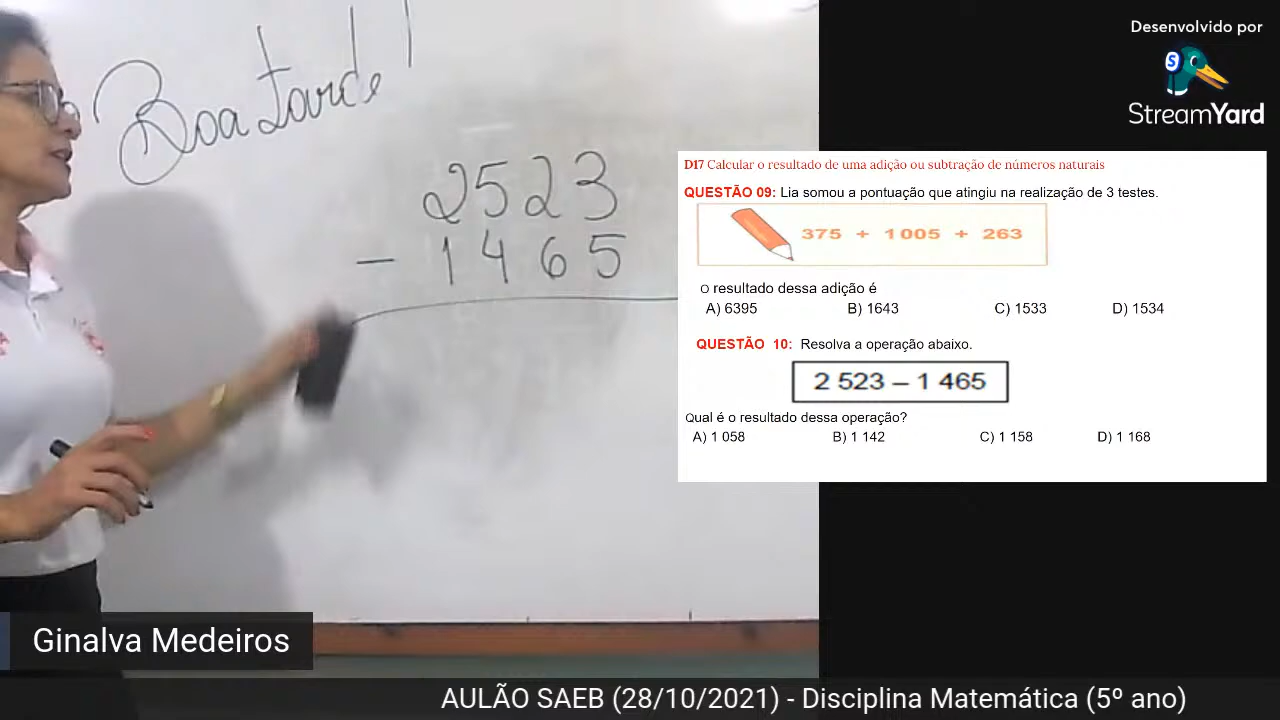 Boa tarde!
2523
- 1465
Desenvolvido por
StreamYard
D17 Calcular o resultado de uma adição ou subtração de números naturais
QUESTÃO 09: Lia somou a pontuação que atingiu na realização de 3 testes.
375 + 1005 + 263
O resultado dessa adição é
A) 6395 B) 1643 C) 1533 D) 1534
QUESTÃO 10: Resolva a operação abaixo.
2 523 – 1 465
Qual é o resultado dessa operação?
A) 1 058 B) 1 142 C) 1 158 D) 1 168
Ginalva Medeiros
AULÃO SAEB (28/10/2021) - Disciplina Matemática (5º ano)